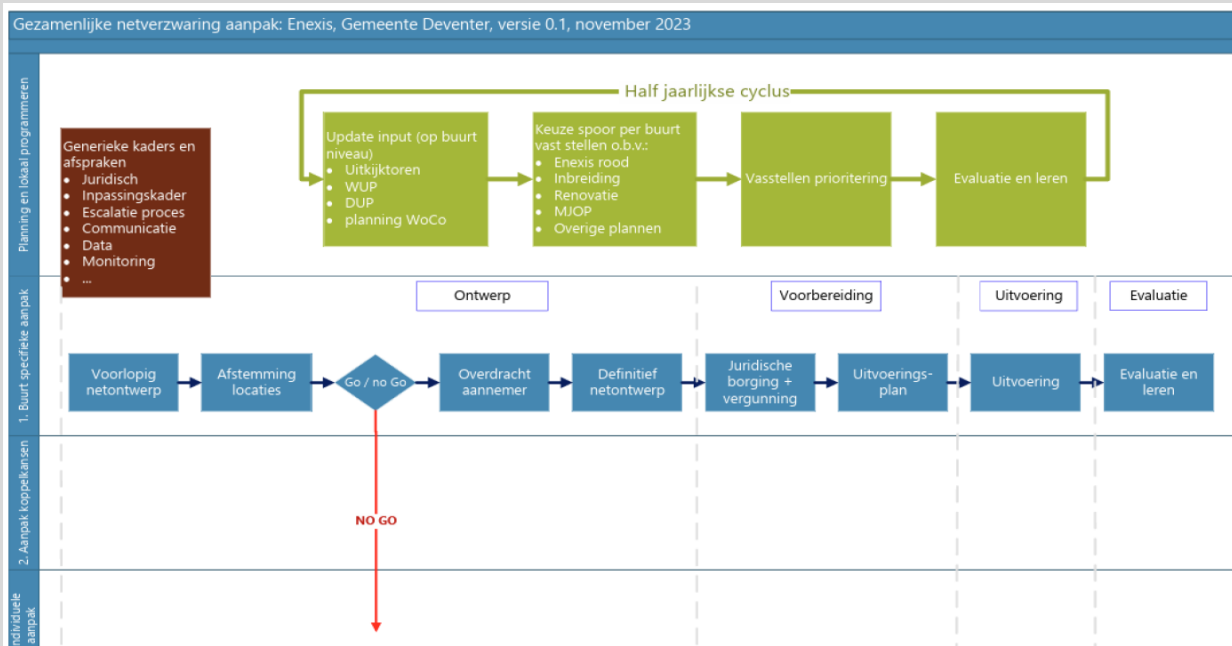 Gezamenlijke netverzwaring aanpak: Enexis, Gemeente Deventer, versie 0.1, november 2023
Planning en lokaal programmeren
Half jaarlijkse cyclus
Generieke kaders en
afspraken
• Juridisch
• Inpassingskader
• Escalatie proces
• Communicatie
• Data
• Monitoring
• ...
Update input (op buurt
niveau)
• Uitkijktoren
• WUP
• DUP
• planning WoCo
Keuze spoor per buurt
vast stellen o.b.v.:
• Enexis rood
• Inbreiding
• Renovatie
• MJOP
• Overige plannen
Vasstellen prioritering
Evaluatie en leren
1. Buurt specifieke aanpak
Ontwerp
Voorbereiding
Uitvoering
Evaluatie
Voorlopig
netontwerp
Afstemming
locaties
Go / no Go
Overdracht
aannemer
Definitief
netontwerp
Juridische
borging +
vergunning
Uitvoerings-
plan
Uitvoering
Evaluatie en
leren
2. Aanpak koppelkansen
NO GO
ndividuele
aanpak